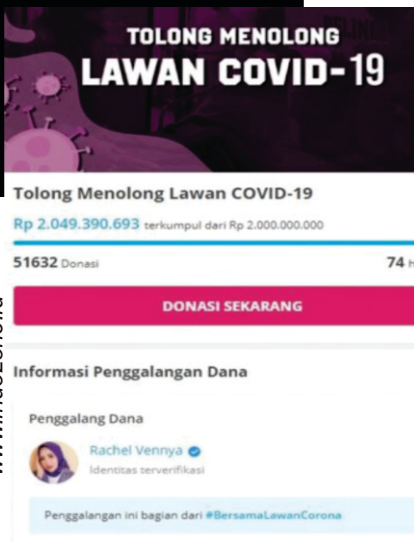 TOLONG MENOLONG
LAWAN COVID-19
Tolong Menolong Lawan COVID-19
Rp 2.049.390.693 terkumpul dari Rp 2.000.000.000
51632 Donasi
74 h
DONASI SEKARANG
Informasi Penggalangan Dana
Penggalang Dana
Rachel Vennya
Identitas terverifikasi
Penggalangan ini bagian dari #BersamaLawanCorona